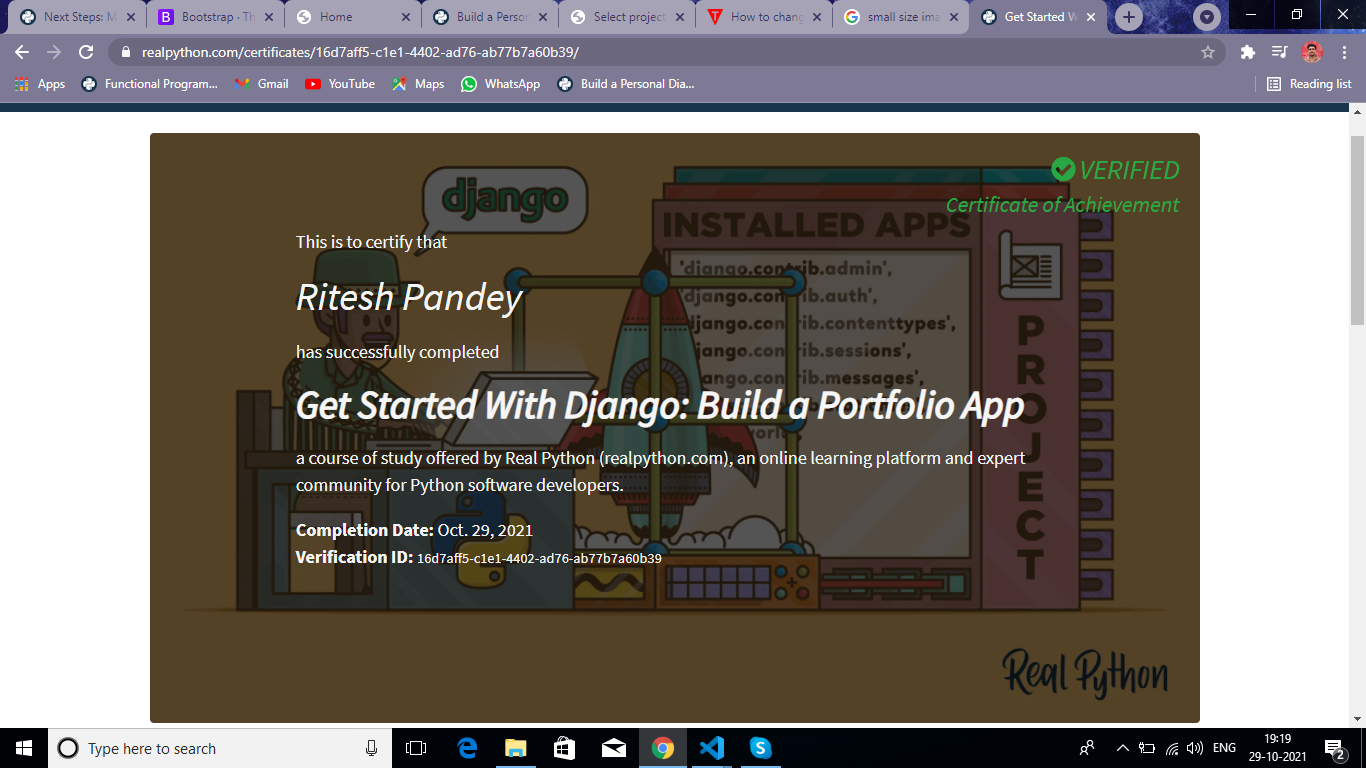 Next Steps: M
Bootstrap · Th
Home
Build a Person
Select project
How to chang
small size ima
Get Started W
realpython.com/certificates/16d7aff5-c1e1-4402-ad76-ab77b7a60b39/
Apps
Functional Program...
Gmail
YouTube
Maps
WhatsApp
Build a Personal Dia...
Reading list
VERIFIED
Certificate of Achievement
django
INSTALLED APPS
'django.contrib.admin',
'django.contrib.auth',
django.contrib.contenttypes',
django.contrib.sessions',
django.contrib.messages',
PROJECT
This is to certify that
Ritesh Pandey
has successfully completed
Get Started With Django: Build a Portfolio App
a course of study offered by Real Python (realpython.com), an online learning platform and expert
community for Python software developers.
Completion Date: Oct. 29, 2021
Verification ID: 16d7aff5-c1e1-4402-ad76-ab77b7a60b39
Real Python
Type here to search
ENG
19:19
29-10-2021
2